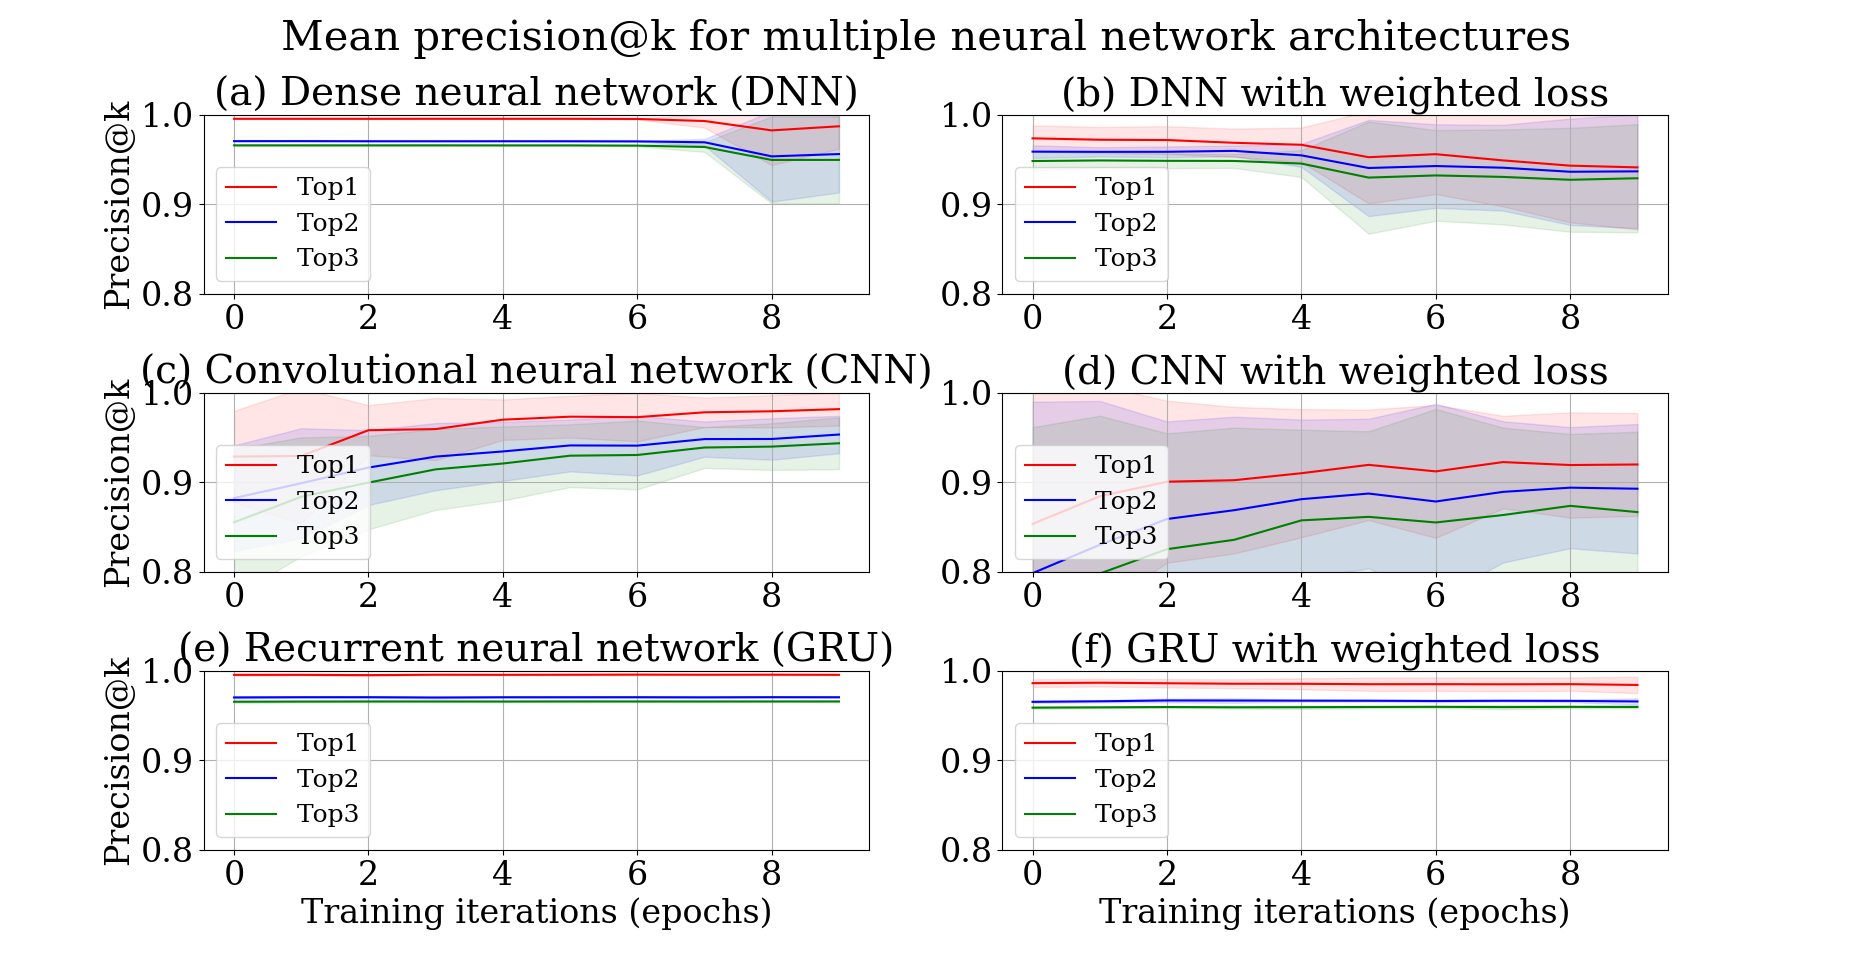 Mean precision@k for multiple neural network architectures
(a) Dense neural network (DNN)
Precision@k
1.0
0.9
0.8
Top1
Top2
Top3
0 2 4 6 8
(b) DNN with weighted loss
1.0
0.9
0.8
Top1
Top2
Top3
0 2 4 6 8
(c) Convolutional neural network (CNN)
Precision@k
1.0
0.9
0.8
Top1
Top2
Top3
0 2 4 6 8
(d) CNN with weighted loss
1.0
0.9
0.8
Top1
Top2
Top3
0 2 4 6 8
(e) Recurrent neural network (GRU)
Precision@k
1.0
0.9
0.8
Top1
Top2
Top3
0 2 4 6 8
Training iterations (epochs)
(f) GRU with weighted loss
1.0
0.9
0.8
Top1
Top2
Top3
0 2 4 6 8
Training iterations (epochs)